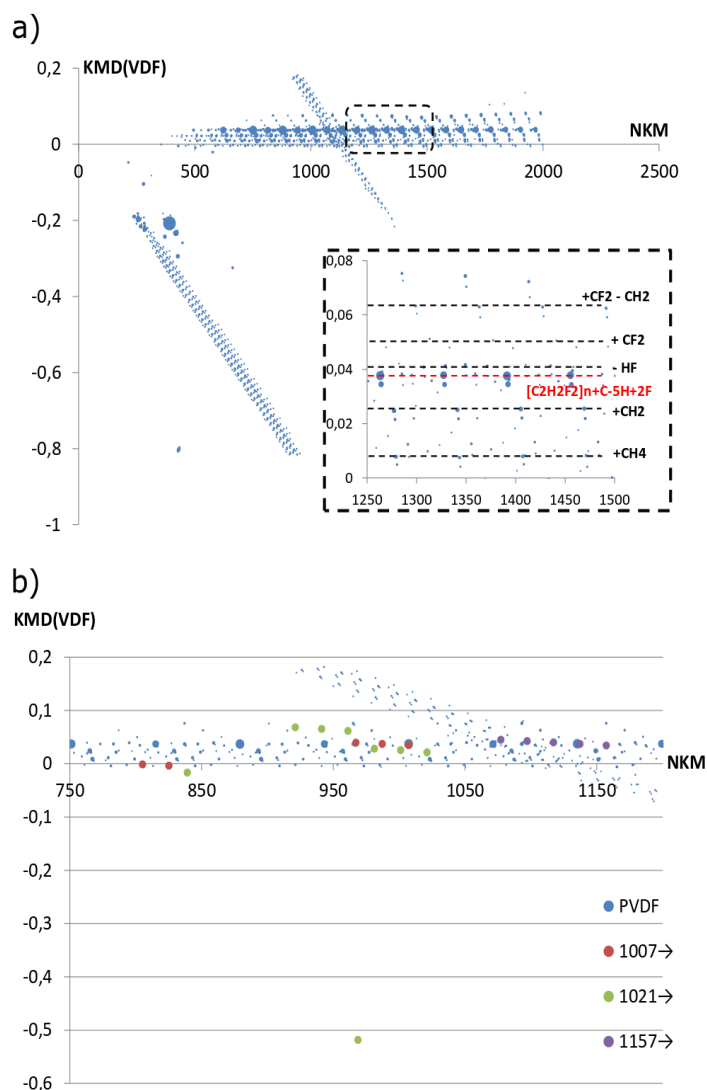 a)
KMD(VDF)
0,2
0
-0,2
-0,4
-0,6
-0,8
-1
0 500 1000 1500 2000 2500
NKM
0,08
0,06
0,04
0,02
0
1250 1300 1350 1400 1450 1500
+CF2 - CH2
+ CF2
- HF
[C2H2F2]n+C-5H+2F
+CH2
+CH4
b)
KMD(VDF)
0,2
0,1
0
-0,1
-0,2
-0,3
-0,4
-0,5
-0,6
750 850 950 1050 1150
NKM
PVDF
1007→
1021→
1157→